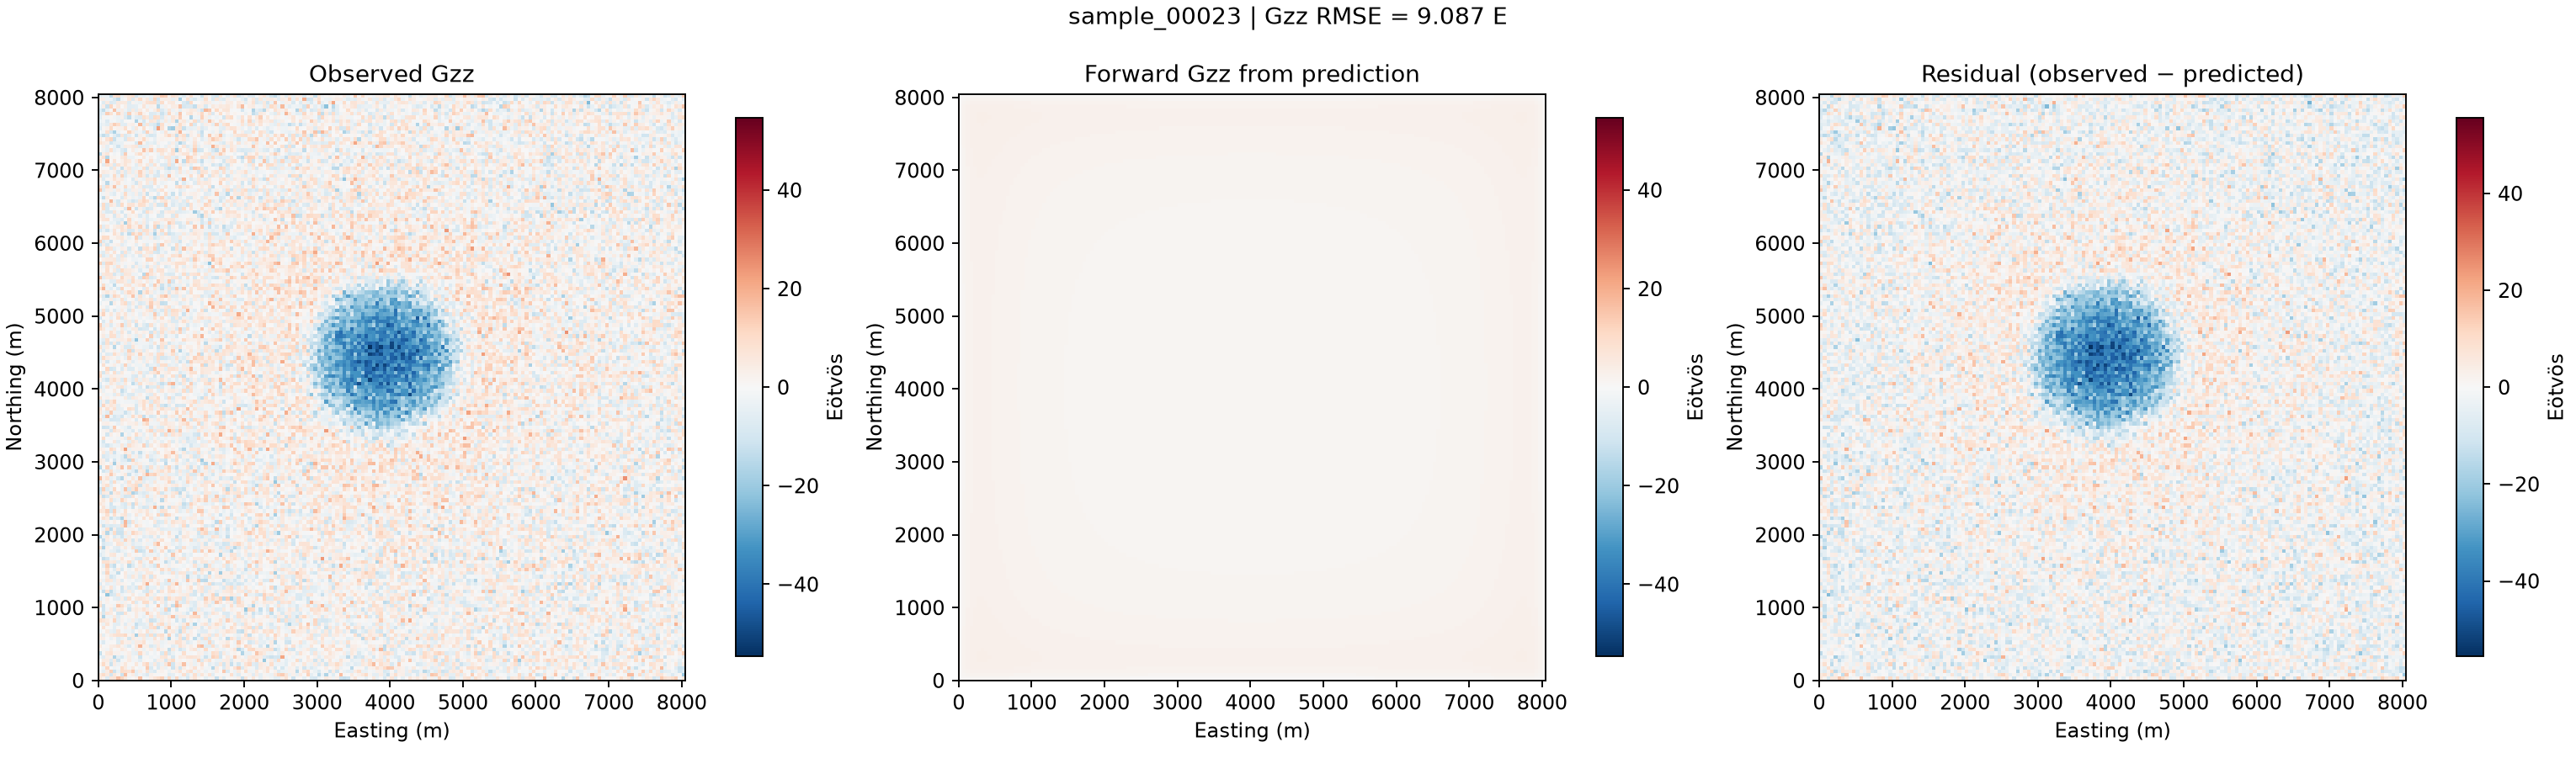 sample_00023 | Gzz RMSE = 9.087 E
Observed Gzz
8000
7000
6000
5000
4000
3000
2000
1000
0
Northing (m)
0 1000 2000 3000 4000 5000 6000 7000 8000
Easting (m)
40
20
0
−20
−40
Eötvös
Forward Gzz from prediction
8000
7000
6000
5000
4000
3000
2000
1000
0
Northing (m)
0 1000 2000 3000 4000 5000 6000 7000 8000
Easting (m)
40
20
0
−20
−40
Eötvös
Residual (observed − predicted)
8000
7000
6000
5000
4000
3000
2000
1000
0
Northing (m)
0 1000 2000 3000 4000 5000 6000 7000 8000
Easting (m)
40
20
0
−20
−40
Eötvös